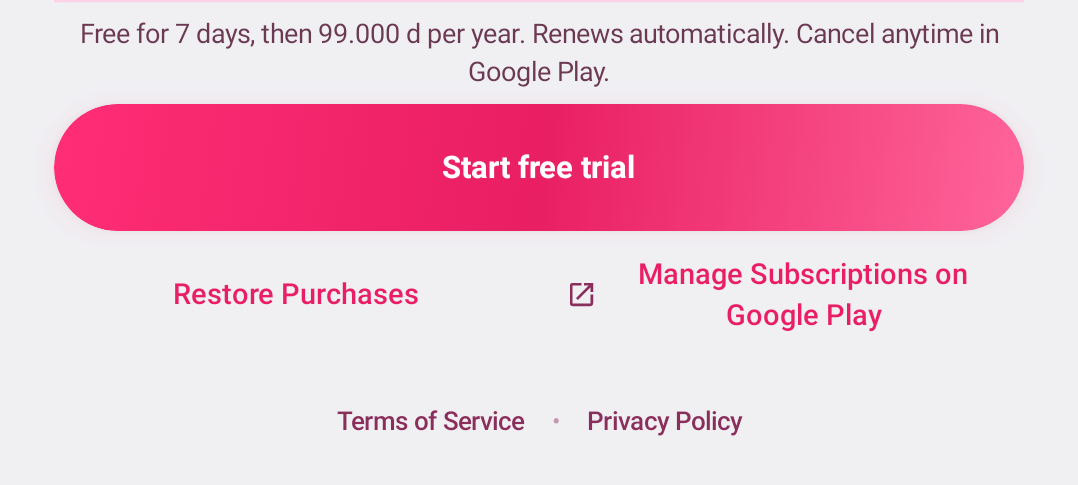 Free for 7 days, then 99.000 d per year. Renews automatically. Cancel anytime in
Google Play.
Start free trial
Restore Purchases
Manage Subscriptions on
Google Play
Terms of Service • Privacy Policy